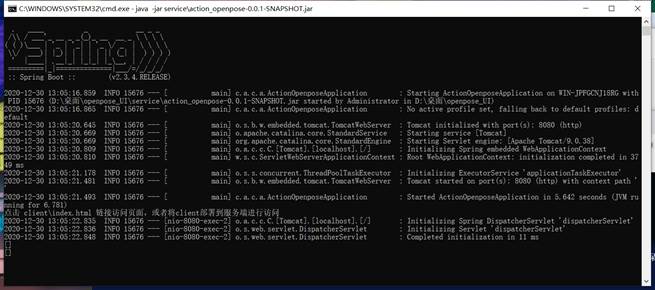 C:\WINDOWS\SYSTEM32\cmd.exe - java -jar service\action_openpose-0.0.1-SNAPSHOT.jar
:: Spring Boot ::        (v2.3.4.RELEASE)
2020-12-30 13:05:16.859  INFO 15676 --- [           main] c.a.c.a.ActionOpenposeApplication        : Starting ActionOpenposeApplication on WIN-JPFGCNJ18RG with
PID 15676 (D:\桌面\openpose_UI\service\action_openpose-0.0.1-SNAPSHOT.jar started by Administrator in D:\桌面\openpose_UI)
2020-12-30 13:05:16.865  INFO 15676 --- [           main] c.a.c.a.ActionOpenposeApplication        : No active profile set, falling back to default profiles: d
efault
2020-12-30 13:05:20.645  INFO 15676 --- [           main] o.s.b.w.embedded.tomcat.TomcatWebServer  : Tomcat initialized with port(s): 8080 (http)
2020-12-30 13:05:20.669  INFO 15676 --- [           main] o.apache.catalina.core.StandardService   : Starting service [Tomcat]
2020-12-30 13:05:20.669  INFO 15676 --- [           main] org.apache.catalina.core.StandardEngine  : Starting Servlet engine: [Apache Tomcat/9.0.38]
2020-12-30 13:05:20.809  INFO 15676 --- [           main] o.a.c.c.C.[Tomcat].[localhost].[/]       : Initializing Spring embedded WebApplicationContext
2020-12-30 13:05:20.810  INFO 15676 --- [           main] w.s.c.ServletWebServerApplicationContext : Root WebApplicationContext: initialization completed in 37
49 ms
2020-12-30 13:05:21.178  INFO 15676 --- [           main] o.s.s.concurrent.ThreadPoolTaskExecutor  : Initializing ExecutorService 'applicationTaskExecutor'
2020-12-30 13:05:21.481  INFO 15676 --- [           main] o.s.b.w.embedded.tomcat.TomcatWebServer  : Tomcat started on port(s): 8080 (http) with context path '
'
2020-12-30 13:05:21.493  INFO 15676 --- [           main] c.a.c.a.ActionOpenposeApplication        : Started ActionOpenposeApplication in 5.642 seconds (JVM ru
nning for 6.781)
点击 client\index.html 链接访问页面，或者将client部署到服务端进行访问
2020-12-30 13:05:22.835  INFO 15676 --- [nio-8080-exec-2] o.a.c.c.C.[Tomcat].[localhost].[/]       : Initializing Spring DispatcherServlet 'dispatcherServlet'
2020-12-30 13:05:22.836  INFO 15676 --- [nio-8080-exec-2] o.s.web.servlet.DispatcherServlet        : Initializing Servlet 'dispatcherServlet'
2020-12-30 13:05:22.848  INFO 15676 --- [nio-8080-exec-2] o.s.web.servlet.DispatcherServlet        : Completed initialization in 11 ms
[]
[]